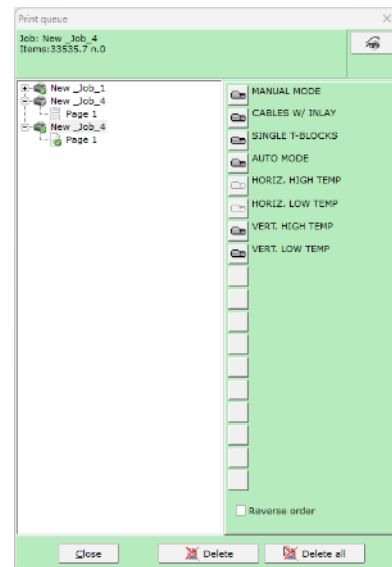 Print queue
Job: New _Job_4
Items:33535.7 n.0
New _Job_1
New _Job_4
Page 1
New _Job_4
Page 1
MANUAL MODE
CABLES W/ INLAY
SINGLE T-BLOCKS
AUTO MODE
HORIZ. HIGH TEMP
HORIZ. LOW TEMP
VERT. HIGH TEMP
VERT. LOW TEMP
Reverse order
Close
Delete
Delete all